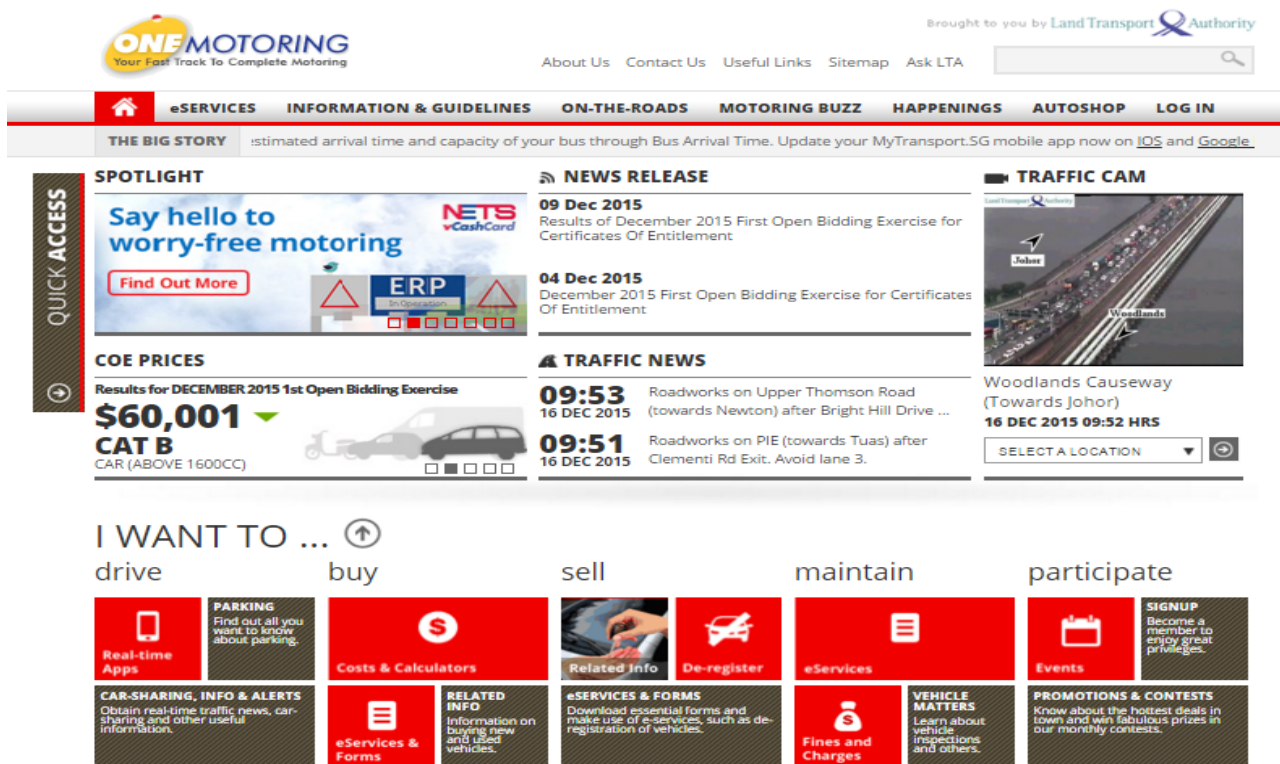 ONE MOTORING
Your Fast Track To Complete Motoring
Brought to you by Land Transport Authority
About Us Contact Us Useful Links Sitemap Ask LTA
eSERVICES INFORMATION & GUIDELINES ON-THE-ROADS MOTORING BUZZ HAPPENINGS AUTOSHOP LOG IN
THE BIG STORY estimated arrival time and capacity of your bus through Bus Arrival Time. Update your MyTransport.SG mobile app now on IOS and Google
QUICK ACCESS
SPOTLIGHT
Say hello to
worry-free motoring
NETS
vCashCard
Find Out More
ERP
In Operation
NEWS RELEASE
09 Dec 2015
Results of December 2015 First Open Bidding Exercise for
Certificates Of Entitlement
04 Dec 2015
December 2015 First Open Bidding Exercise for Certificates
Of Entitlement
TRAFFIC CAM
Land Transport Authority
Johor
Woodlands
Woodlands Causeway
(Towards Johor)
16 DEC 2015 09:52 HRS
SELECT A LOCATION
COE PRICES
Results for DECEMBER 2015 1st Open Bidding Exercise
$60,001
CAT B
CAR (ABOVE 1600CC)
TRAFFIC NEWS
09:53
16 DEC 2015
Roadworks on Upper Thomson Road
(towards Newton) after Bright Hill Drive ...
09:51
16 DEC 2015
Roadworks on PIE (towards Tuas) after
Clementi Rd Exit. Avoid lane 3.
I WANT TO ...
drive
Real-time
Apps
PARKING
Find out all you
want to know
about parking.
CAR-SHARING, INFO & ALERTS
Obtain real-time traffic news, car-
sharing and other useful
information.
buy
Costs & Calculators
eServices &
Forms
RELATED
INFO
Information on
buying new
and used
vehicles.
sell
Related Info
De-register
eSERVICES & FORMS
Download essential forms and
make use of e-services, such as de-
registration of vehicles.
maintain
eServices
Fines and
Charges
VEHICLE
MATTERS
Learn about
vehicle
inspections
and others.
participate
Events
SIGNUP
Become a
member to
enjoy great
privileges.
PROMOTIONS & CONTESTS
Know about the hottest deals in
town and win fabulous prizes in
our monthly contests.